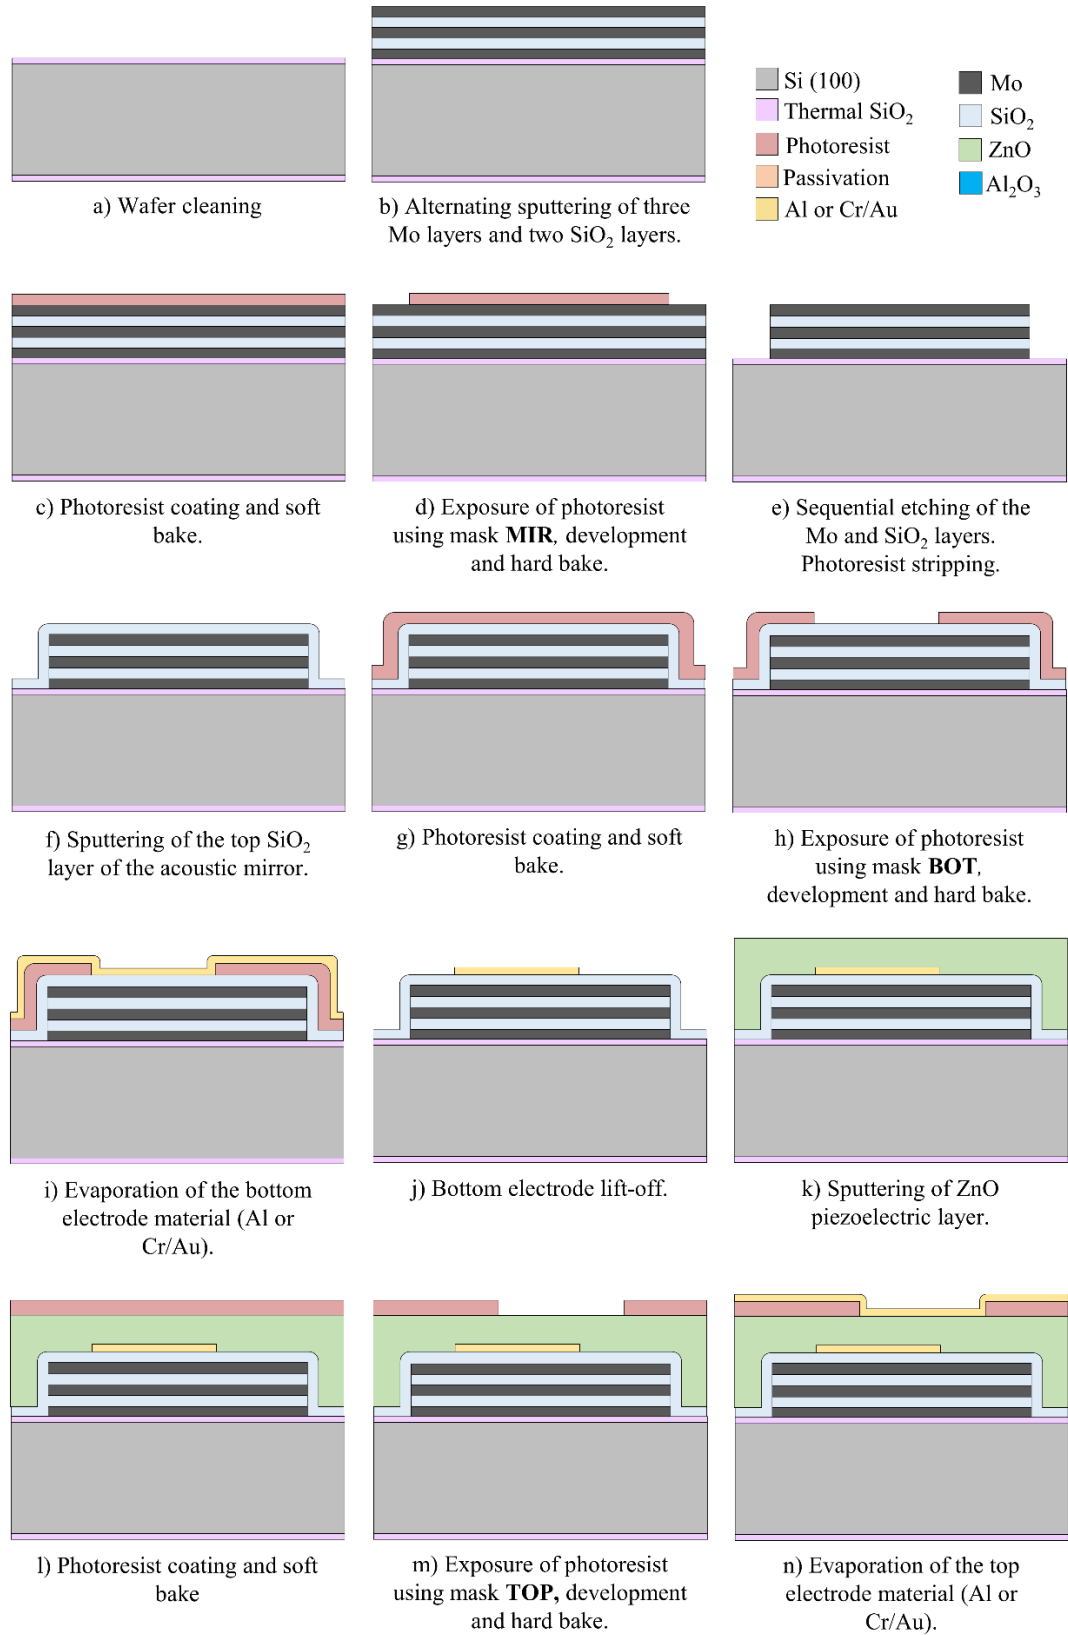 Si (100)
Thermal SiO₂
Photoresist
Passivation
Al or Cr/Au
Mo
SiO₂
ZnO
Al₂O₃
a) Wafer cleaning
b) Alternating sputtering of three
Mo layers and two SiO₂ layers.
c) Photoresist coating and soft
bake.
d) Exposure of photoresist
using mask MIR, development
and hard bake.
e) Sequential etching of the
Mo and SiO₂ layers.
Photoresist stripping.
f) Sputtering of the top SiO₂
layer of the acoustic mirror.
g) Photoresist coating and soft
bake.
h) Exposure of photoresist
using mask BOT,
development and hard bake.
i) Evaporation of the bottom
electrode material (Al or
Cr/Au).
j) Bottom electrode lift-off.
k) Sputtering of ZnO
piezoelectric layer.
l) Photoresist coating and soft
bake
m) Exposure of photoresist
using mask TOP, development
and hard bake.
n) Evaporation of the top
electrode material (Al or
Cr/Au).